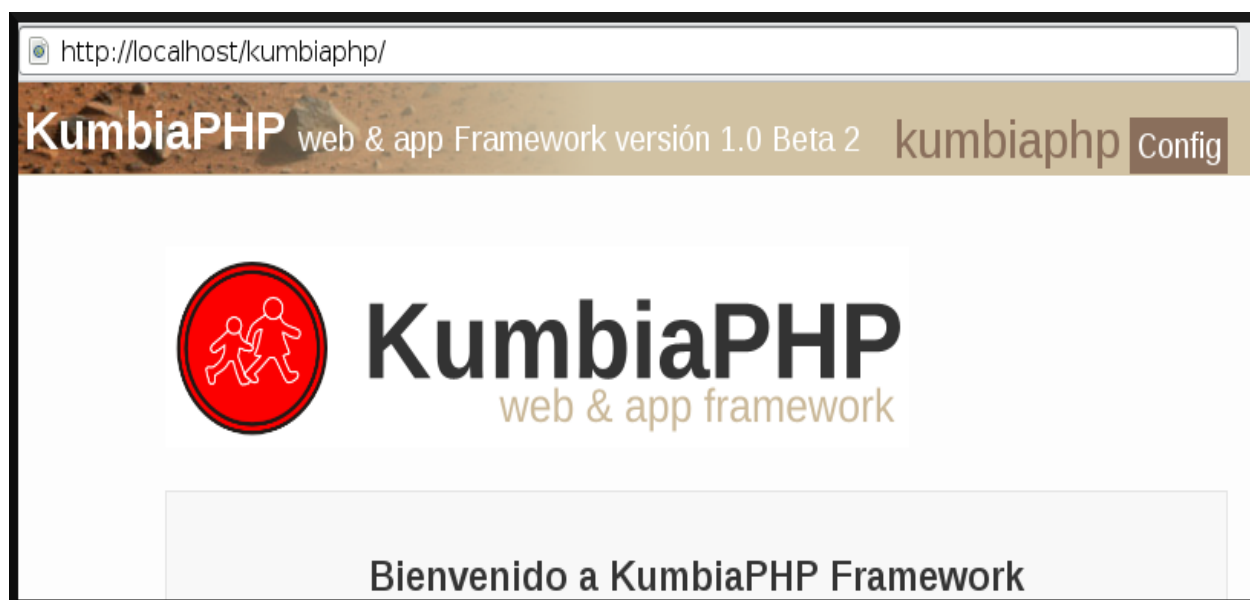 http://localhost/kumbiaphp/
KumbiaPHP web & app Framework versión 1.0 Beta 2 kumbiaphp Config
KumbiaPHP
web & app framework
Bienvenido a KumbiaPHP Framework